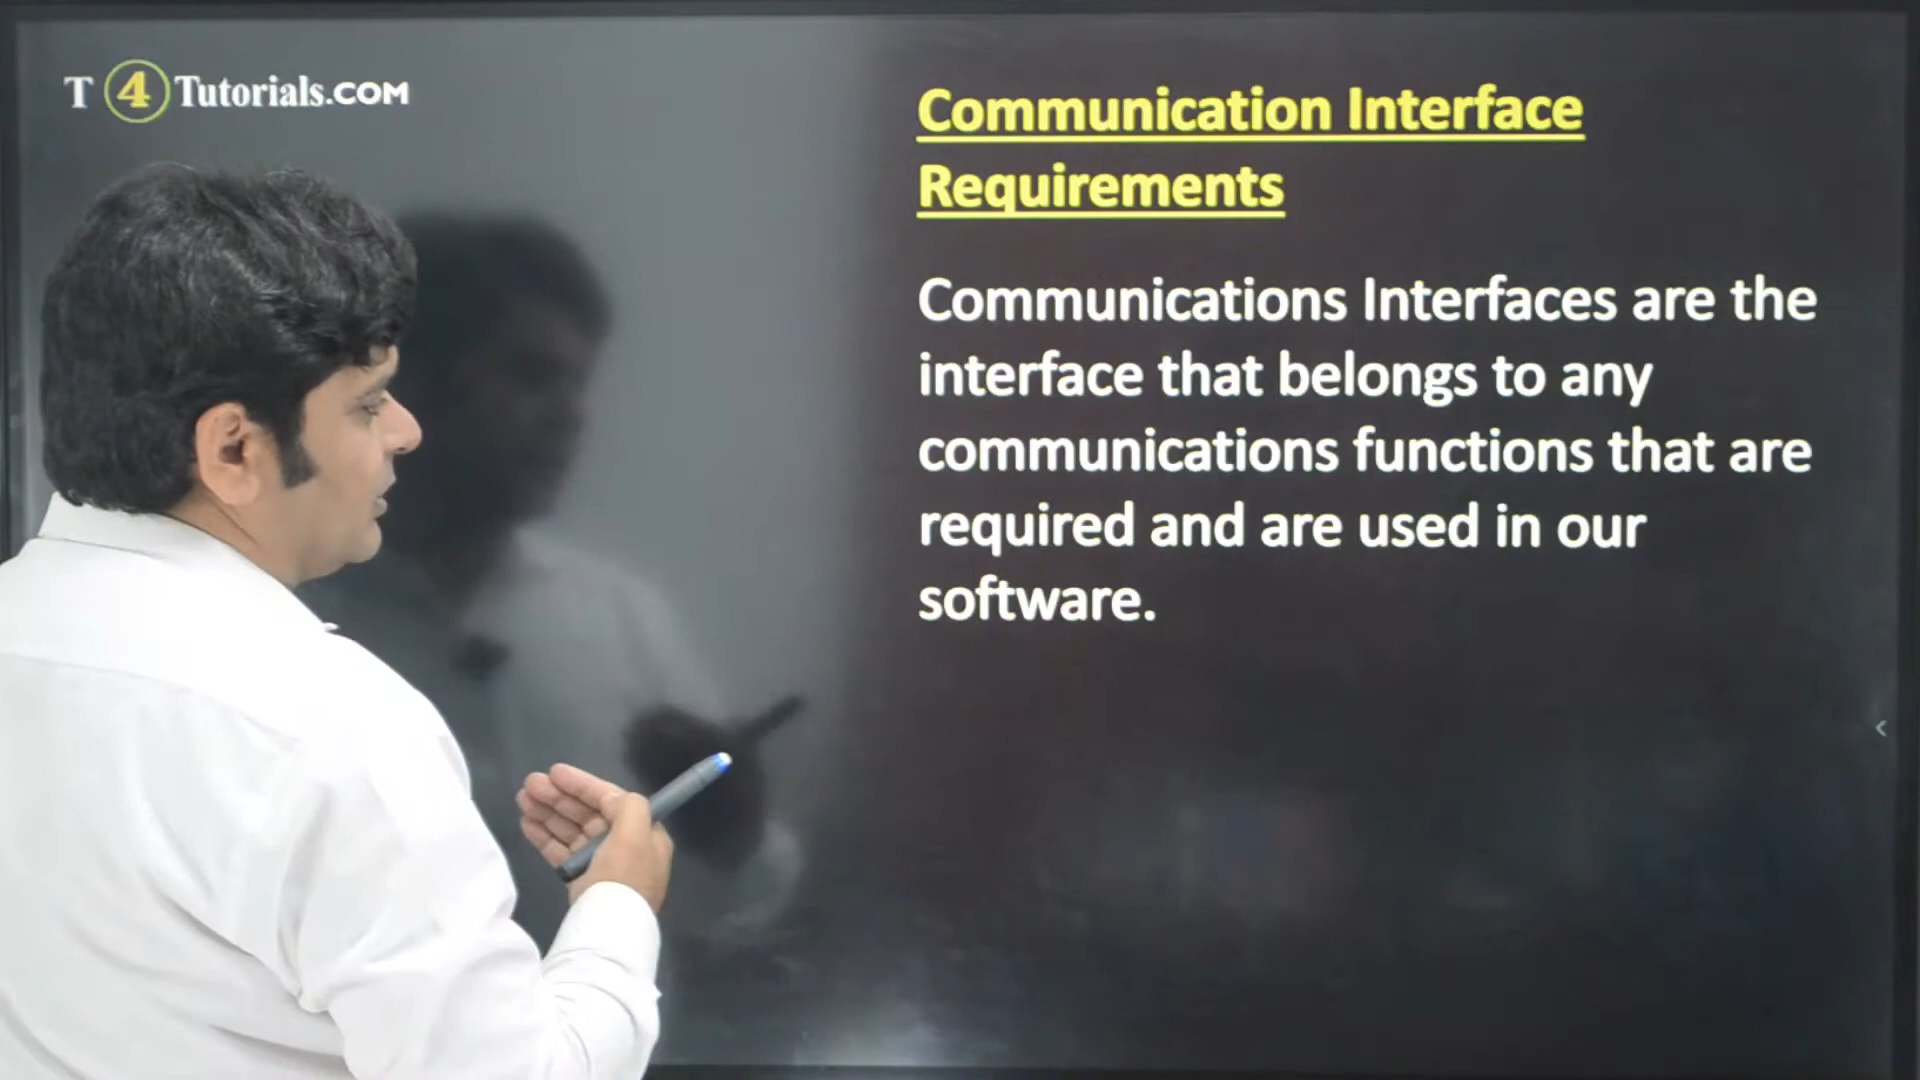 T 4 Tutorials.COM
Communication Interface
Requirements
Communications Interfaces are the
interface that belongs to any
communications functions that are
required and are used in our
software.